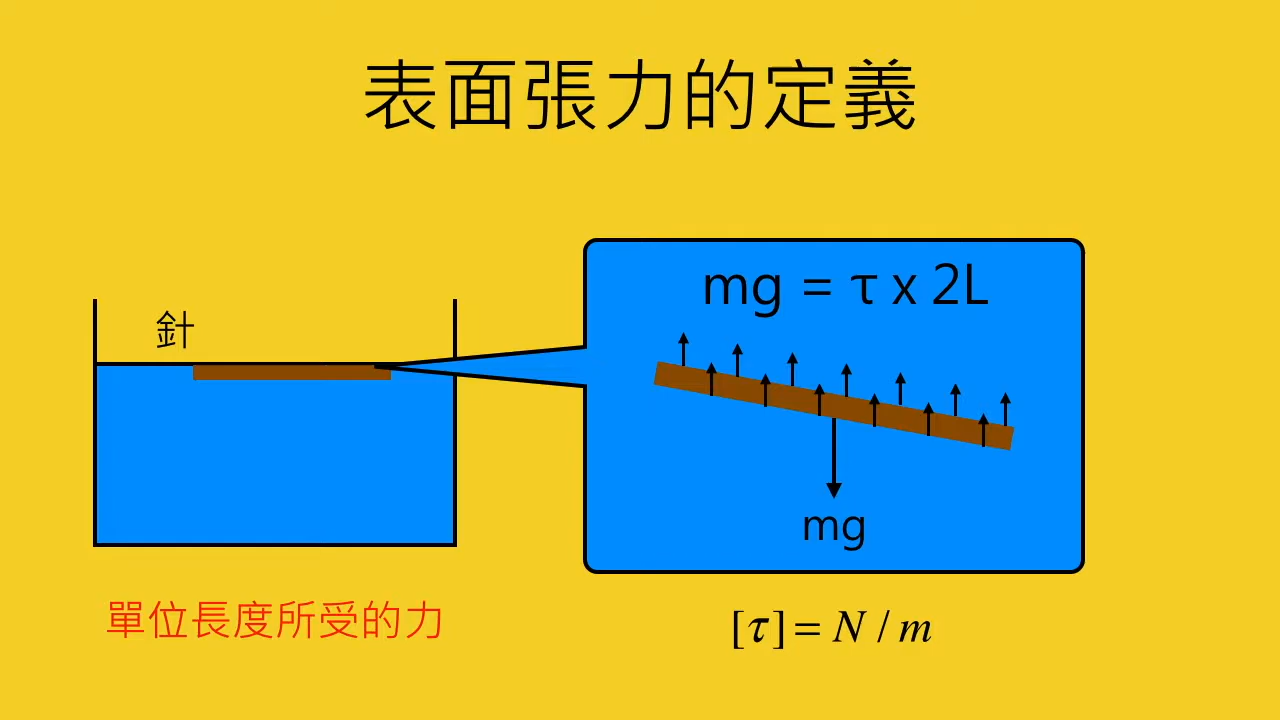 表面張力的定義
針
mg = τ x 2L
mg
單位長度所受的力
[τ] = N / m